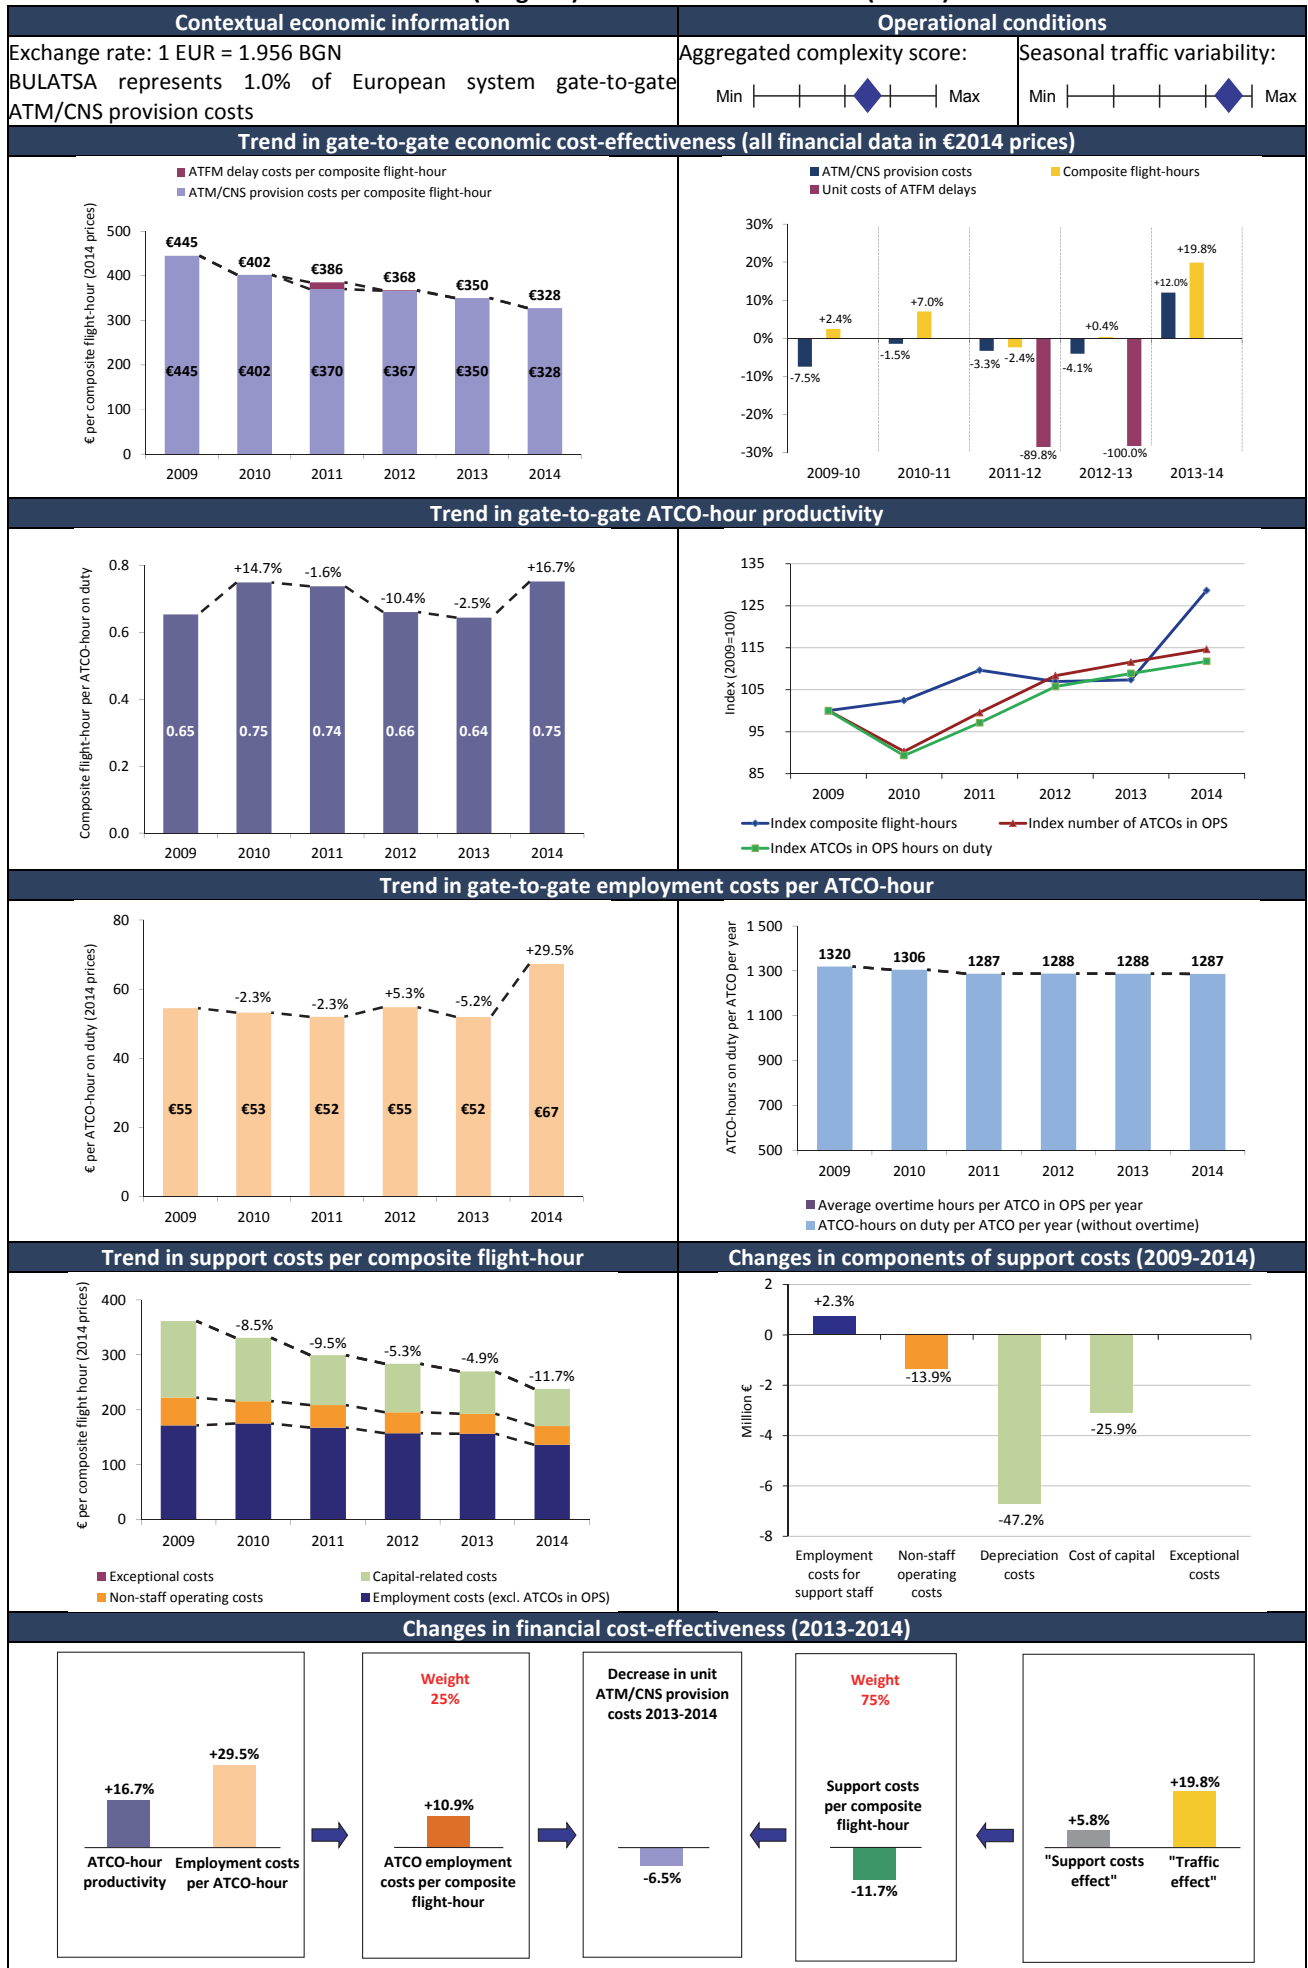 Contextual economic information
Operational conditions
Exchange rate: 1 EUR = 1.956 BGN
BULATSA represents 1.0% of European system gate-to-gate
ATM/CNS provision costs
Aggregated complexity score:
Min
Max
Seasonal traffic variability:
Min
Max
Trend in gate-to-gate economic cost-effectiveness (all financial data in €2014 prices)
ATFM delay costs per composite flight-hour
ATM/CNS provision costs per composite flight-hour
€ per composite flight-hour (2014 prices)
500
400
300
200
100
0
€445
€402
€386
€368
€350
€328
€445
€402
€370
€367
€350
€328
2009
2010
2011
2012
2013
2014
ATM/CNS provision costs
Composite flight-hours
Unit costs of ATFM delays
30%
20%
10%
0%
-10%
-20%
-30%
-7.5%
+2.4%
-1.5%
+7.0%
-3.3%
-2.4%
-89.8%
-4.1%
+0.4%
-100.0%
+12.0%
+19.8%
2009-10
2010-11
2011-12
2012-13
2013-14
Trend in gate-to-gate ATCO-hour productivity
Composite flight-hour per ATCO-hour on duty
0.8
0.6
0.4
0.2
0.0
+14.7%
-1.6%
-10.4%
-2.5%
+16.7%
0.65
0.75
0.74
0.66
0.64
0.75
2009
2010
2011
2012
2013
2014
Index (2009=100)
135
125
115
105
95
85
2009
2010
2011
2012
2013
2014
Index composite flight-hours
Index number of ATCOs in OPS
Index ATCOs in OPS hours on duty
Trend in gate-to-gate employment costs per ATCO-hour
€ per ATCO-hour on duty (2014 prices)
80
60
40
20
0
-2.3%
-2.3%
+5.3%
-5.2%
+29.5%
€55
€53
€52
€55
€52
€67
2009
2010
2011
2012
2013
2014
ATCO-hours on duty per ATCO per year
1 500
1 300
1 100
900
700
500
1320
1306
1287
1288
1288
1287
2009
2010
2011
2012
2013
2014
Average overtime hours per ATCO in OPS per year
ATCO-hours on duty per ATCO per year (without overtime)
Trend in support costs per composite flight-hour
Changes in components of support costs (2009-2014)
€ per composite flight hour (2014 prices)
400
300
200
100
0
-8.5%
-9.5%
-5.3%
-4.9%
-11.7%
2009
2010
2011
2012
2013
2014
Exceptional costs
Capital-related costs
Non-staff operating costs
Employment costs (excl. ATCOs in OPS)
Million €
2
0
-2
-4
-6
-8
+2.3%
-13.9%
-47.2%
-25.9%
Employment
costs for
support staff
Non-staff
operating
costs
Depreciation
costs
Cost of capital
Exceptional
costs
Changes in financial cost-effectiveness (2013-2014)
+16.7%
+29.5%
ATCO-hour
productivity
Employment costs
per ATCO-hour
Weight
25%
+10.9%
ATCO employment
costs per composite
flight-hour
Decrease in unit
ATM/CNS provision
costs 2013-2014
-6.5%
Weight
75%
Support costs
per composite
flight-hour
-11.7%
+5.8%
+19.8%
"Support costs
effect"
"Traffic
effect"